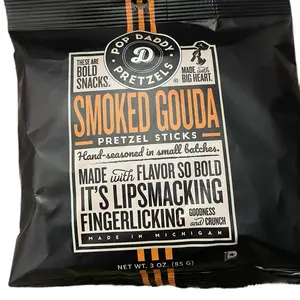 POP DADDY
D
PRETZELS®
THESE ARE
BOLD
SNACKS.
MADE with
BIG HEART.
SMOKED GOUDA
PRETZEL STICKS
Hand-seasoned in small batches.
MADE with FLAVOR SO BOLD
IT'S LIPSMACKING
FINGERLICKING GOODNESS
and CRUNCH
MADE IN MICHIGAN
NET WT. 3 OZ. (85 G)